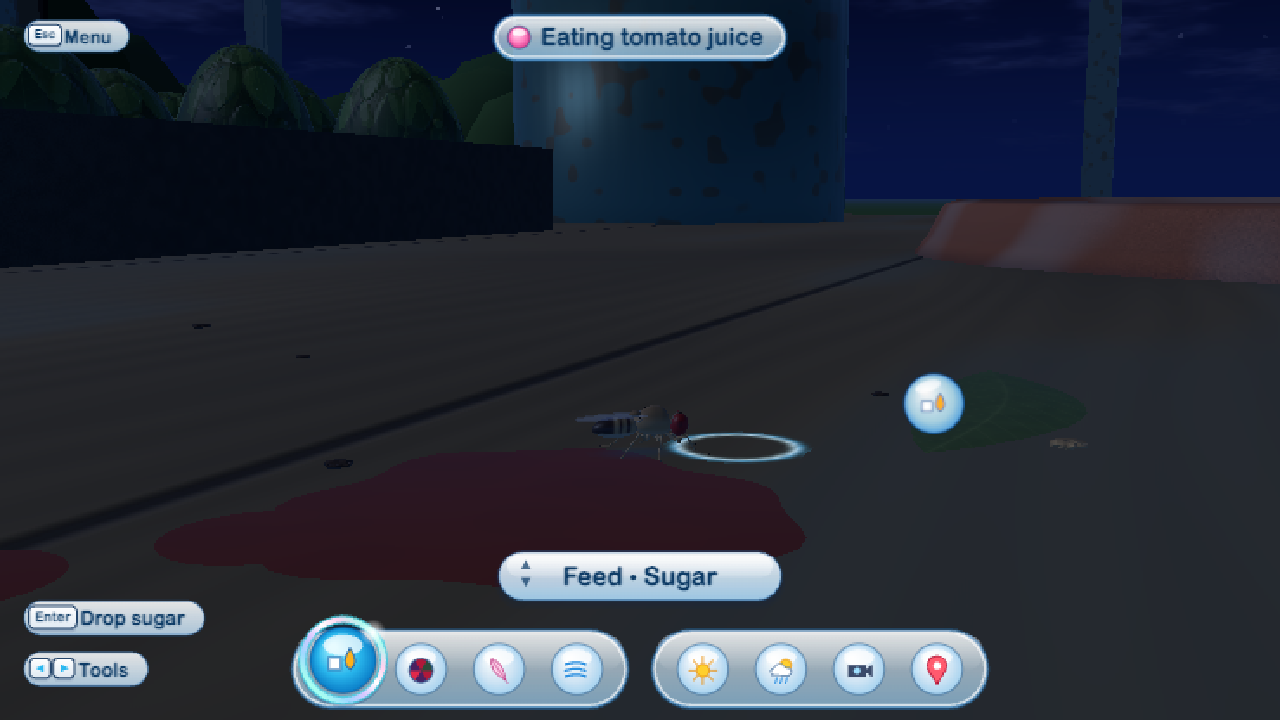 Esc Menu
Eating tomato juice
Feed • Sugar
Enter Drop sugar
Tools